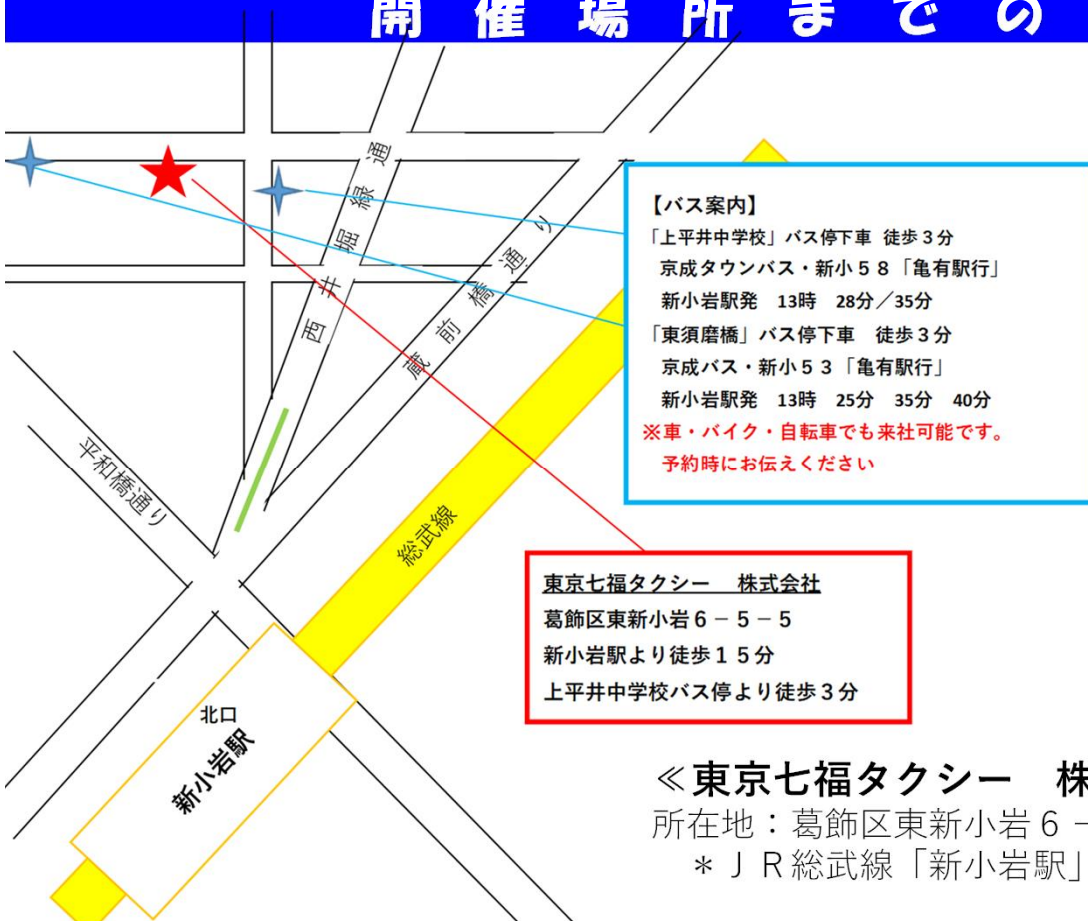 開催場所までの
西井堀緑通
蔵前橋通り
平和橋通り
総武線
北口
新小岩駅
【バス案内】
「上平井中学校」バス停下車 徒歩３分
京成タウンバス・新小５８「亀有駅行」
新小岩駅発 13時 28分／35分
「東須磨橋」バス停下車 徒歩３分
京成バス・新小５３「亀有駅行」
新小岩駅発 13時 25分 35分 40分
※車・バイク・自転車でも来社可能です。
予約時にお伝えください
東京七福タクシー　株式会社
葛飾区東新小岩６－５－５
新小岩駅より徒歩１５分
上平井中学校バス停より徒歩３分
≪東京七福タクシー　株
所在地：葛飾区東新小岩６－
＊ＪＲ総武線「新小岩駅」